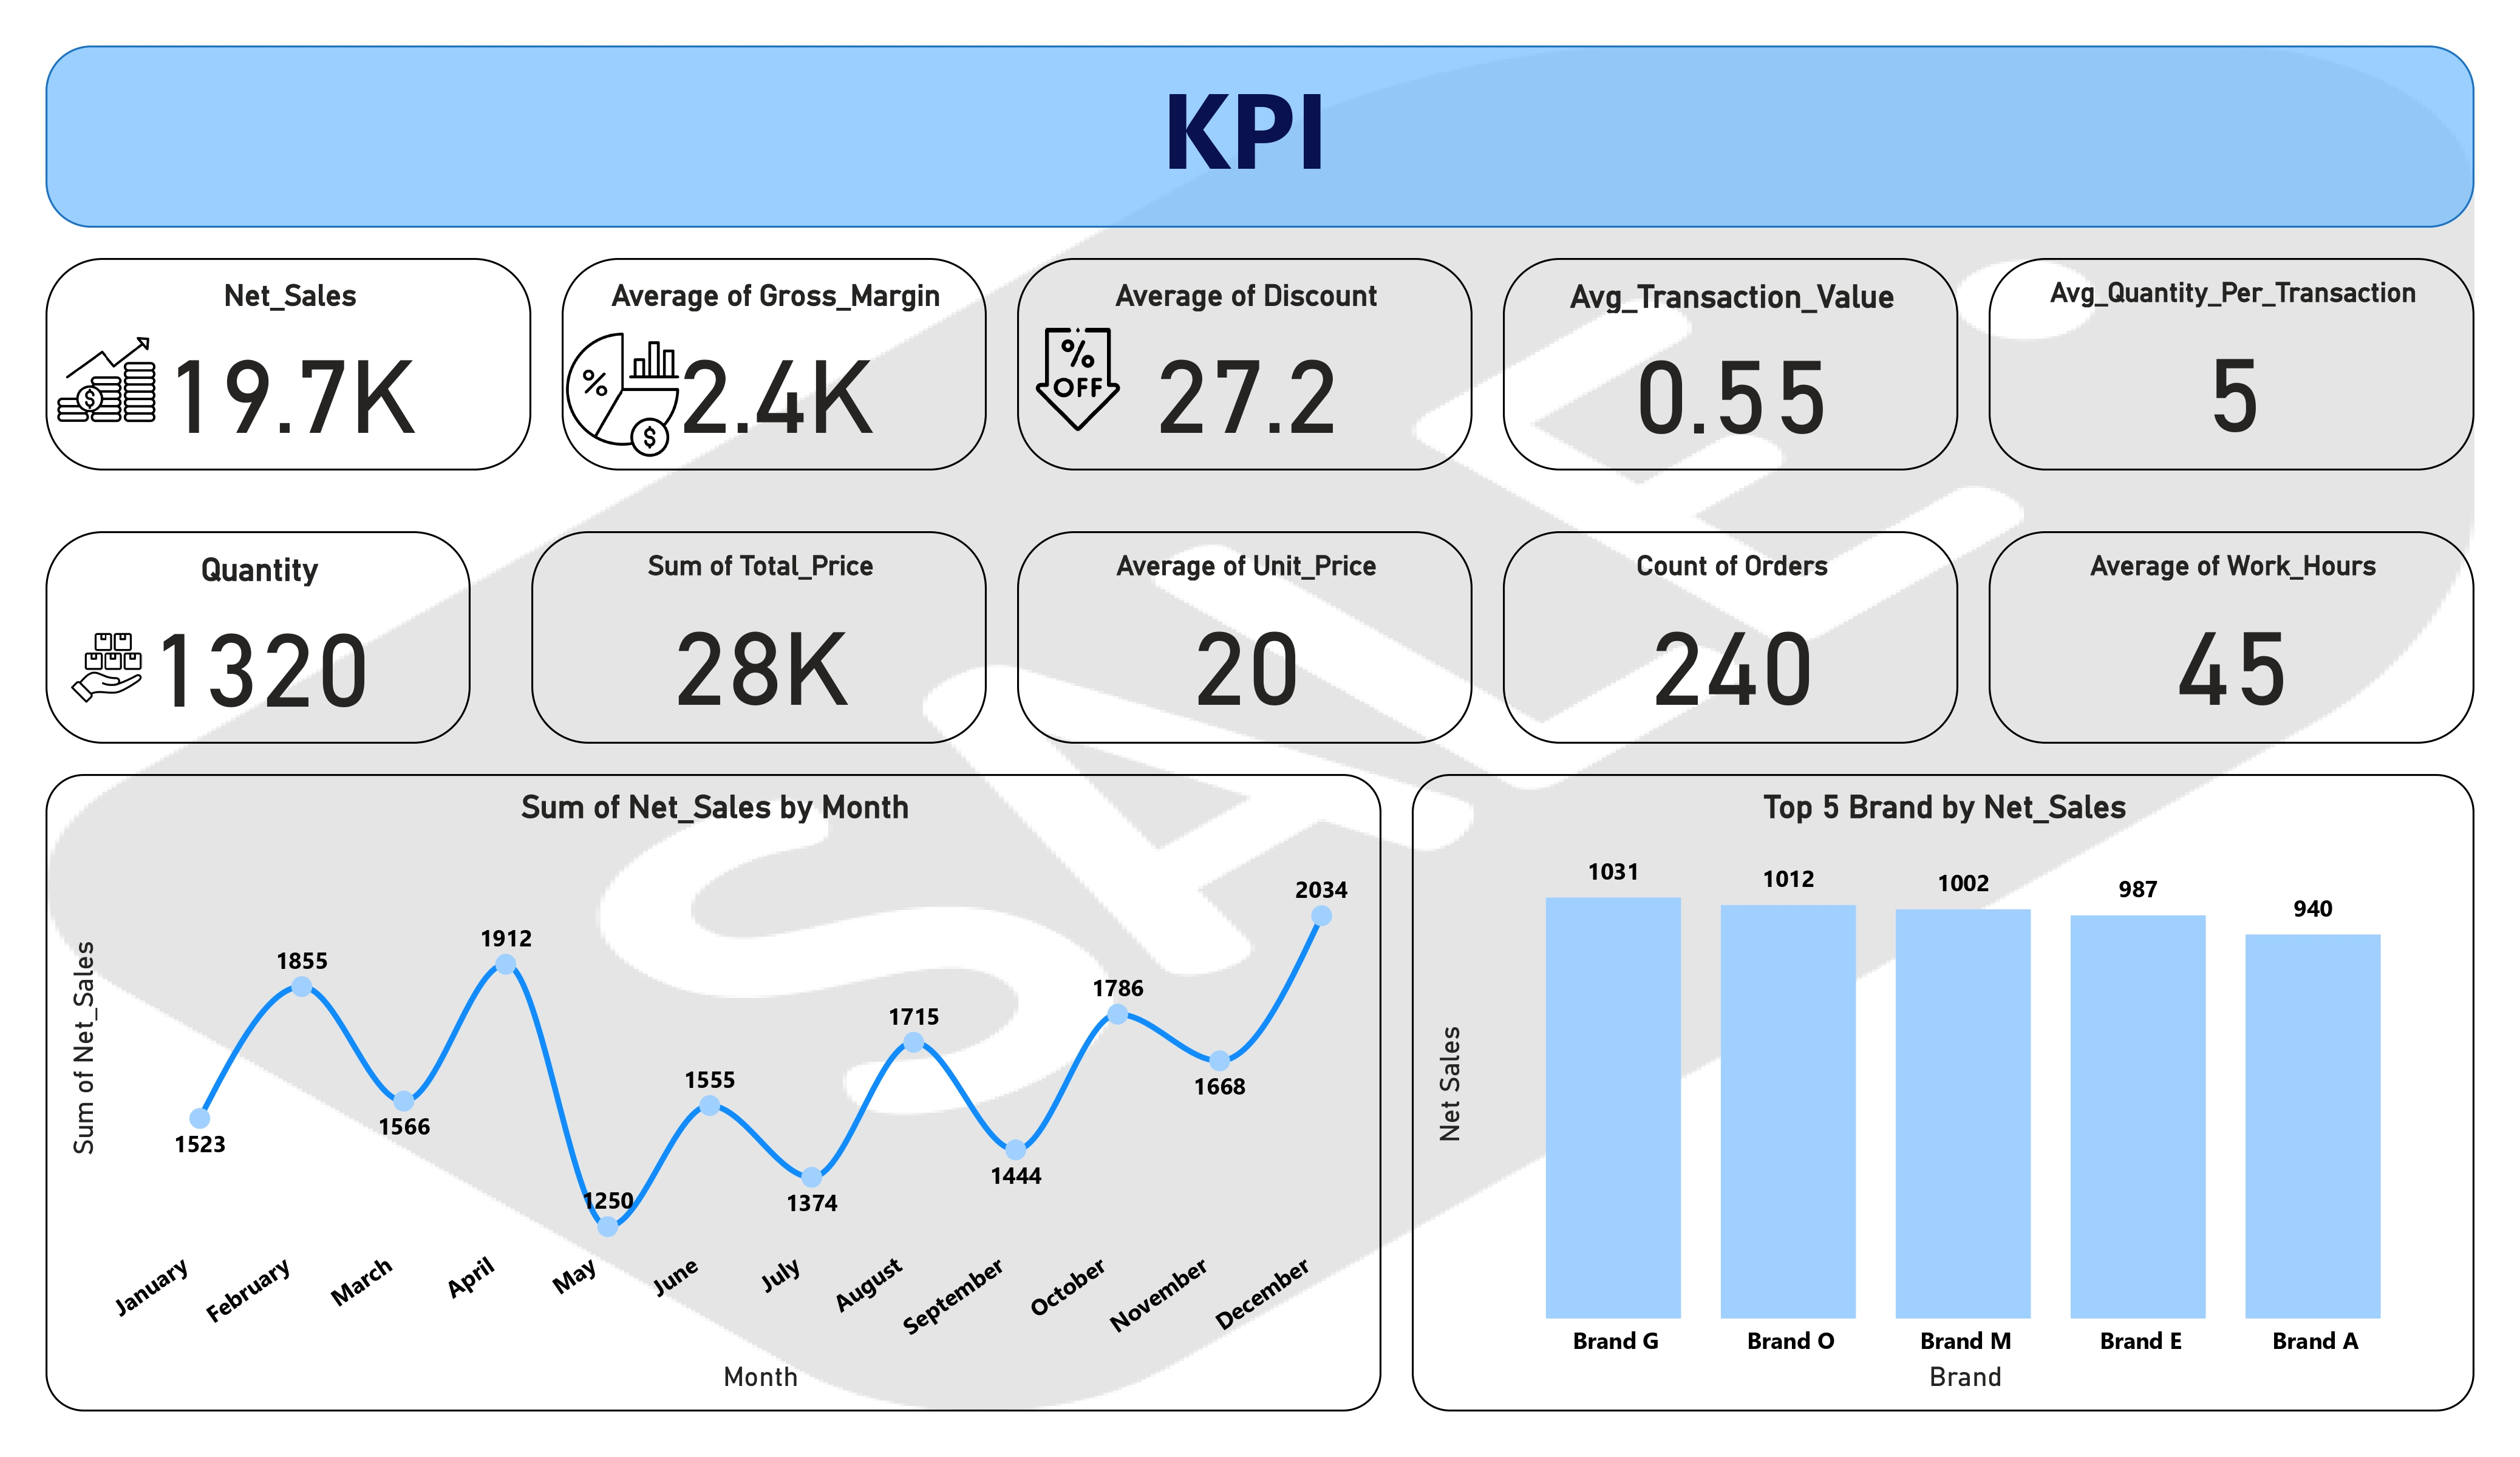 KPI
Net_Sales
19.7K
Average of Gross_Margin
2.4K
Average of Discount
% OFF
27.2
Avg_Transaction_Value
0.55
Avg_Quantity_Per_Transaction
5
Quantity
1320
Sum of Total_Price
28K
Average of Unit_Price
20
Count of Orders
240
Average of Work_Hours
45
SALE
Sum of Net_Sales by Month
Sum of Net_Sales
1523
1855
1566
1912
1250
1555
1374
1715
1444
1786
1668
2034
January
February
March
April
May
June
July
August
September
October
November
December
Month
Top 5 Brand by Net_Sales
Net Sales
1031
1012
1002
987
940
Brand G
Brand O
Brand M
Brand E
Brand A
Brand